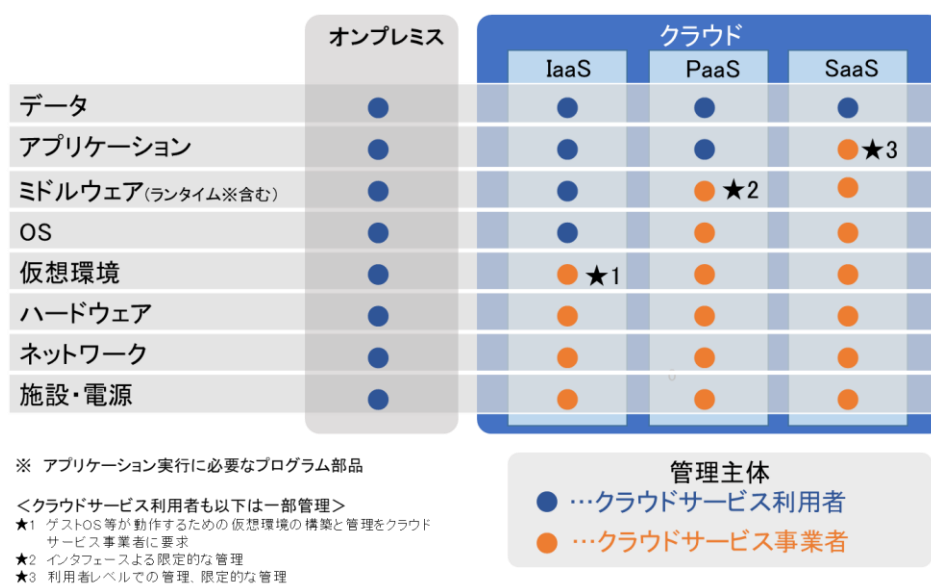 オンプレミス
クラウド
IaaS PaaS SaaS
データ
アプリケーション ★3
ミドルウェア(ランタイム※含む) ★2
OS
仮想環境 ★1
ハードウェア
ネットワーク
施設・電源
※ アプリケーション実行に必要なプログラム部品
<クラウドサービス利用者も以下は一部管理>
★1 ゲストOS等が動作するための仮想環境の構築と管理をクラウド
サービス事業者に要求
★2 インタフェースよる限定的な管理
★3 利用者レベルでの管理、限定的な管理
管理主体
●…クラウドサービス利用者
●…クラウドサービス事業者